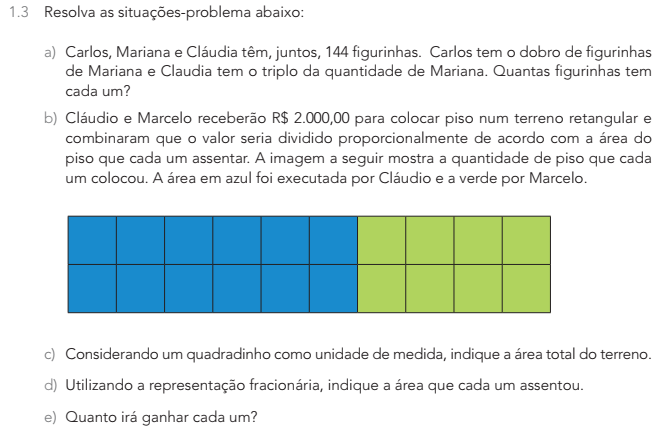 1.3 Resolva as situações-problema abaixo:
a) Carlos, Mariana e Cláudia têm, juntos, 144 figurinhas. Carlos tem o dobro de figurinhas
de Mariana e Claudia tem o triplo da quantidade de Mariana. Quantas figurinhas tem
cada um?
b) Cláudio e Marcelo receberão R$ 2.000,00 para colocar piso num terreno retangular e
combinaram que o valor seria dividido proporcionalmente de acordo com a área do
piso que cada um assentar. A imagem a seguir mostra a quantidade de piso que cada
um colocou. A área em azul foi executada por Cláudio e a verde por Marcelo.
c) Considerando um quadradinho como unidade de medida, indique a área total do terreno.
d) Utilizando a representação fracionária, indique a área que cada um assentou.
e) Quanto irá ganhar cada um?